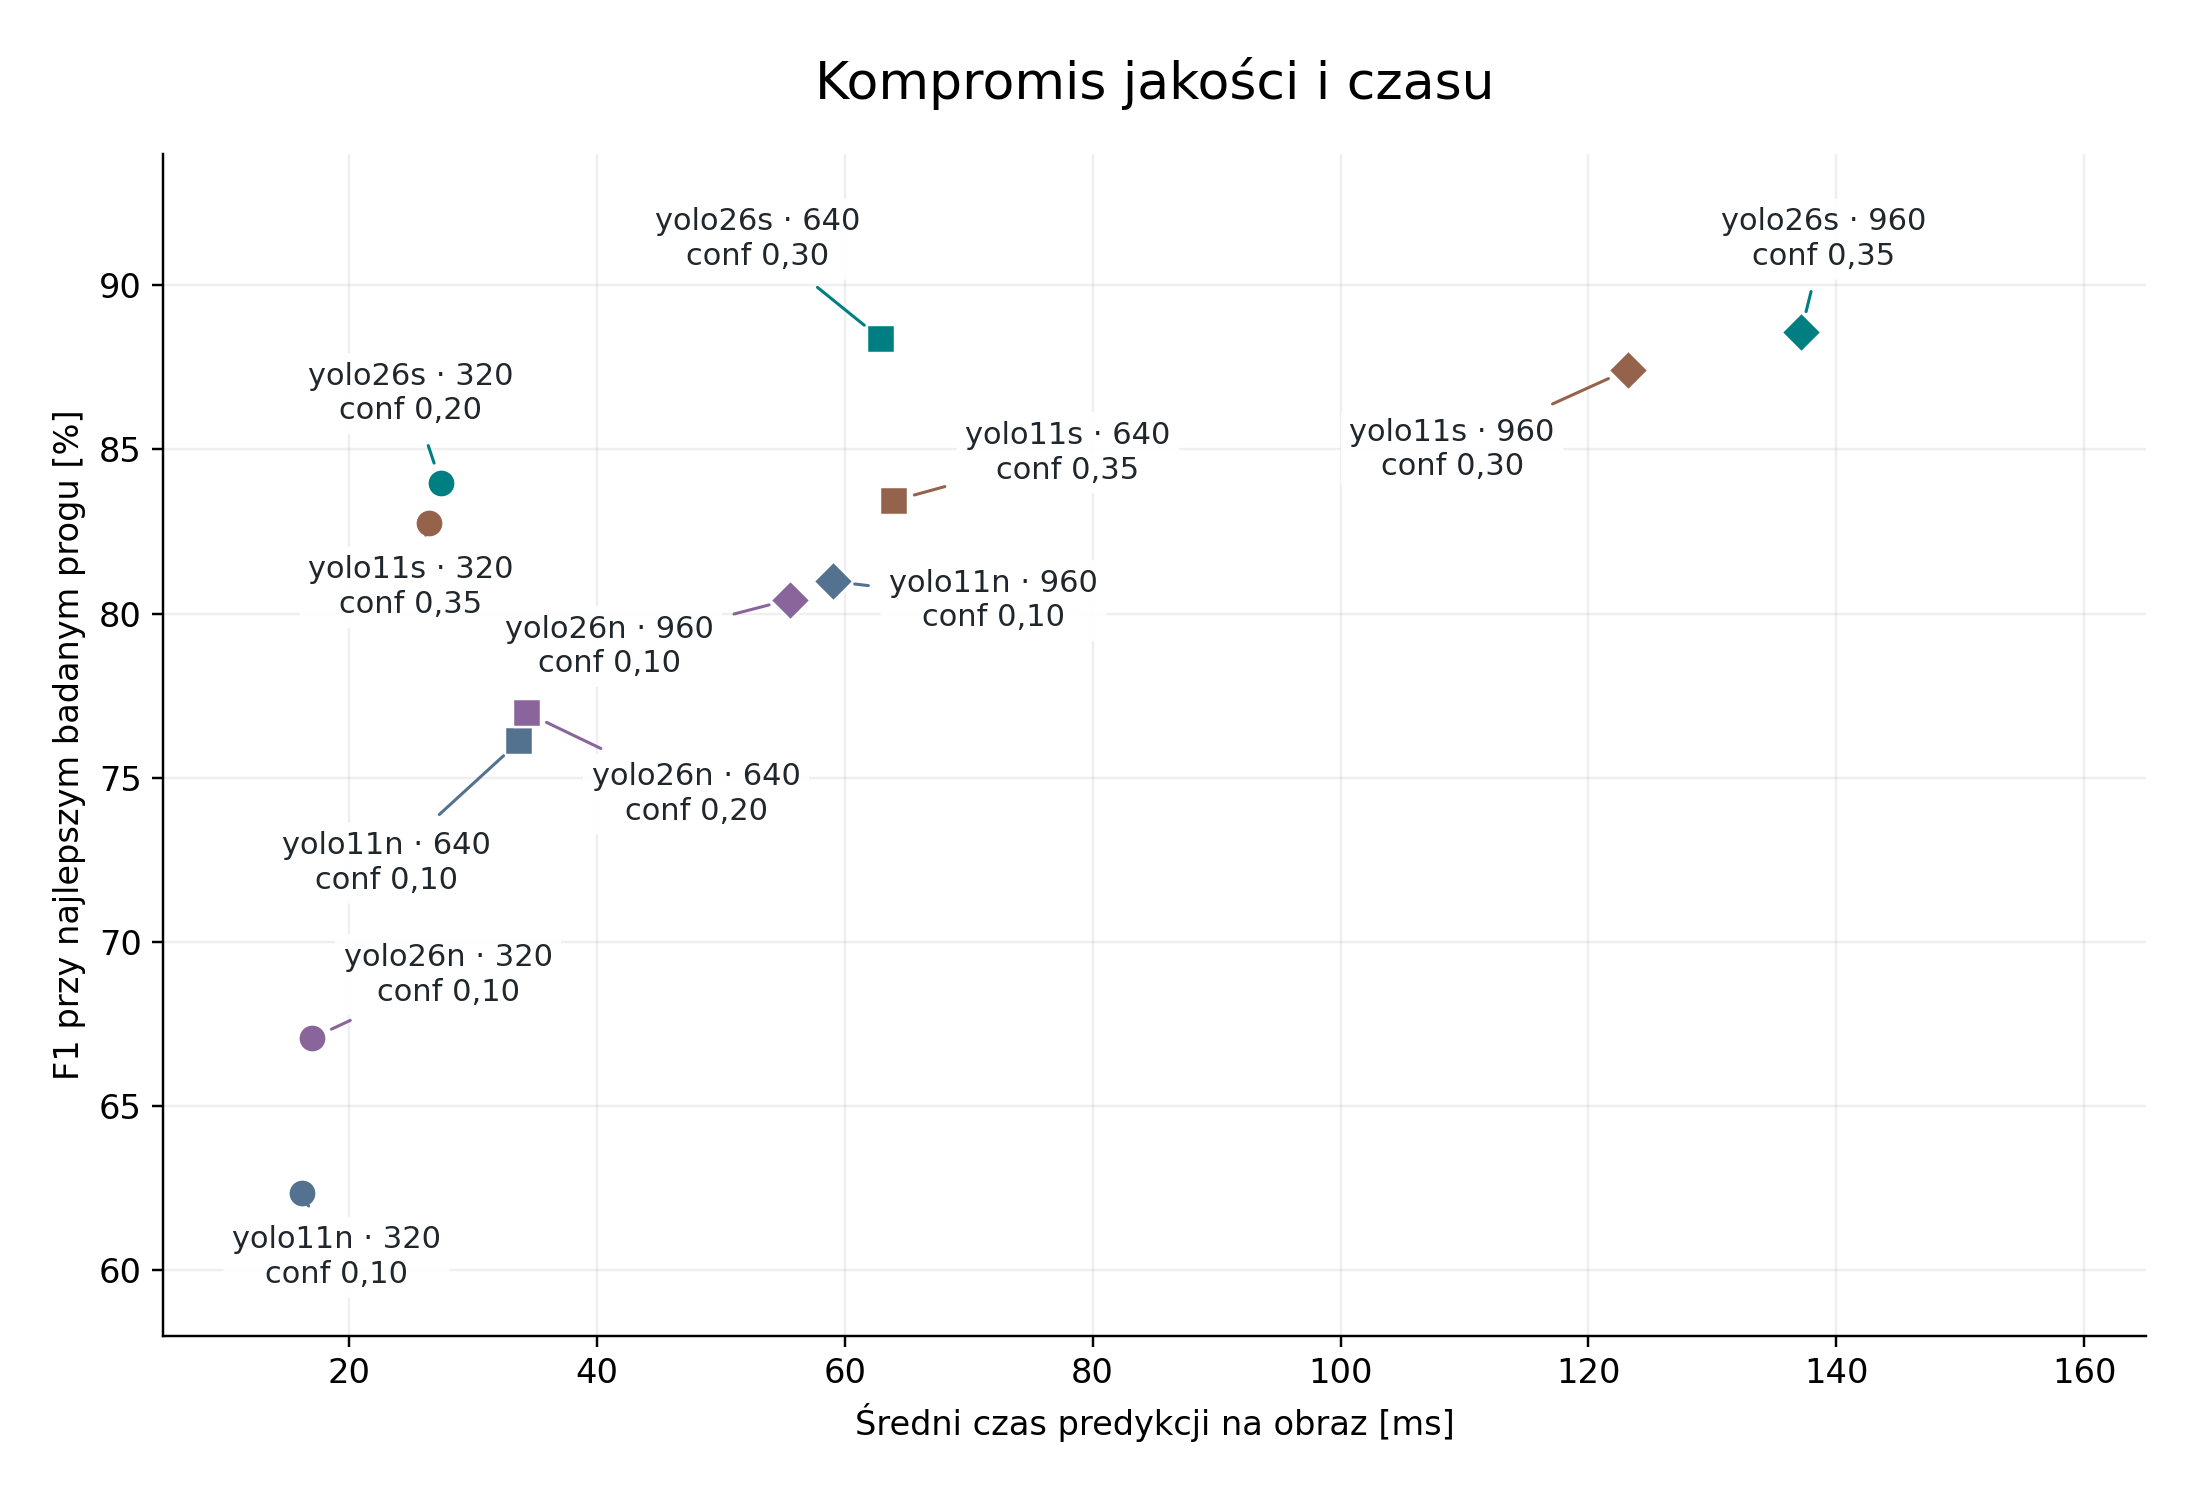 Kompromis jakości i czasu
yolo26s · 640
conf 0,30
yolo26s · 960
conf 0,35
yolo26s · 320
conf 0,20
yolo11s · 640
conf 0,35
yolo11s · 960
conf 0,30
yolo11s · 320
conf 0,35
yolo11n · 960
conf 0,10
yolo26n · 960
conf 0,10
yolo26n · 640
conf 0,20
yolo11n · 640
conf 0,10
yolo26n · 320
conf 0,10
yolo11n · 320
conf 0,10
F1 przy najlepszym badanym progu [%]
90
85
80
75
70
65
60
20
40
60
80
100
120
140
160
Średni czas predykcji na obraz [ms]